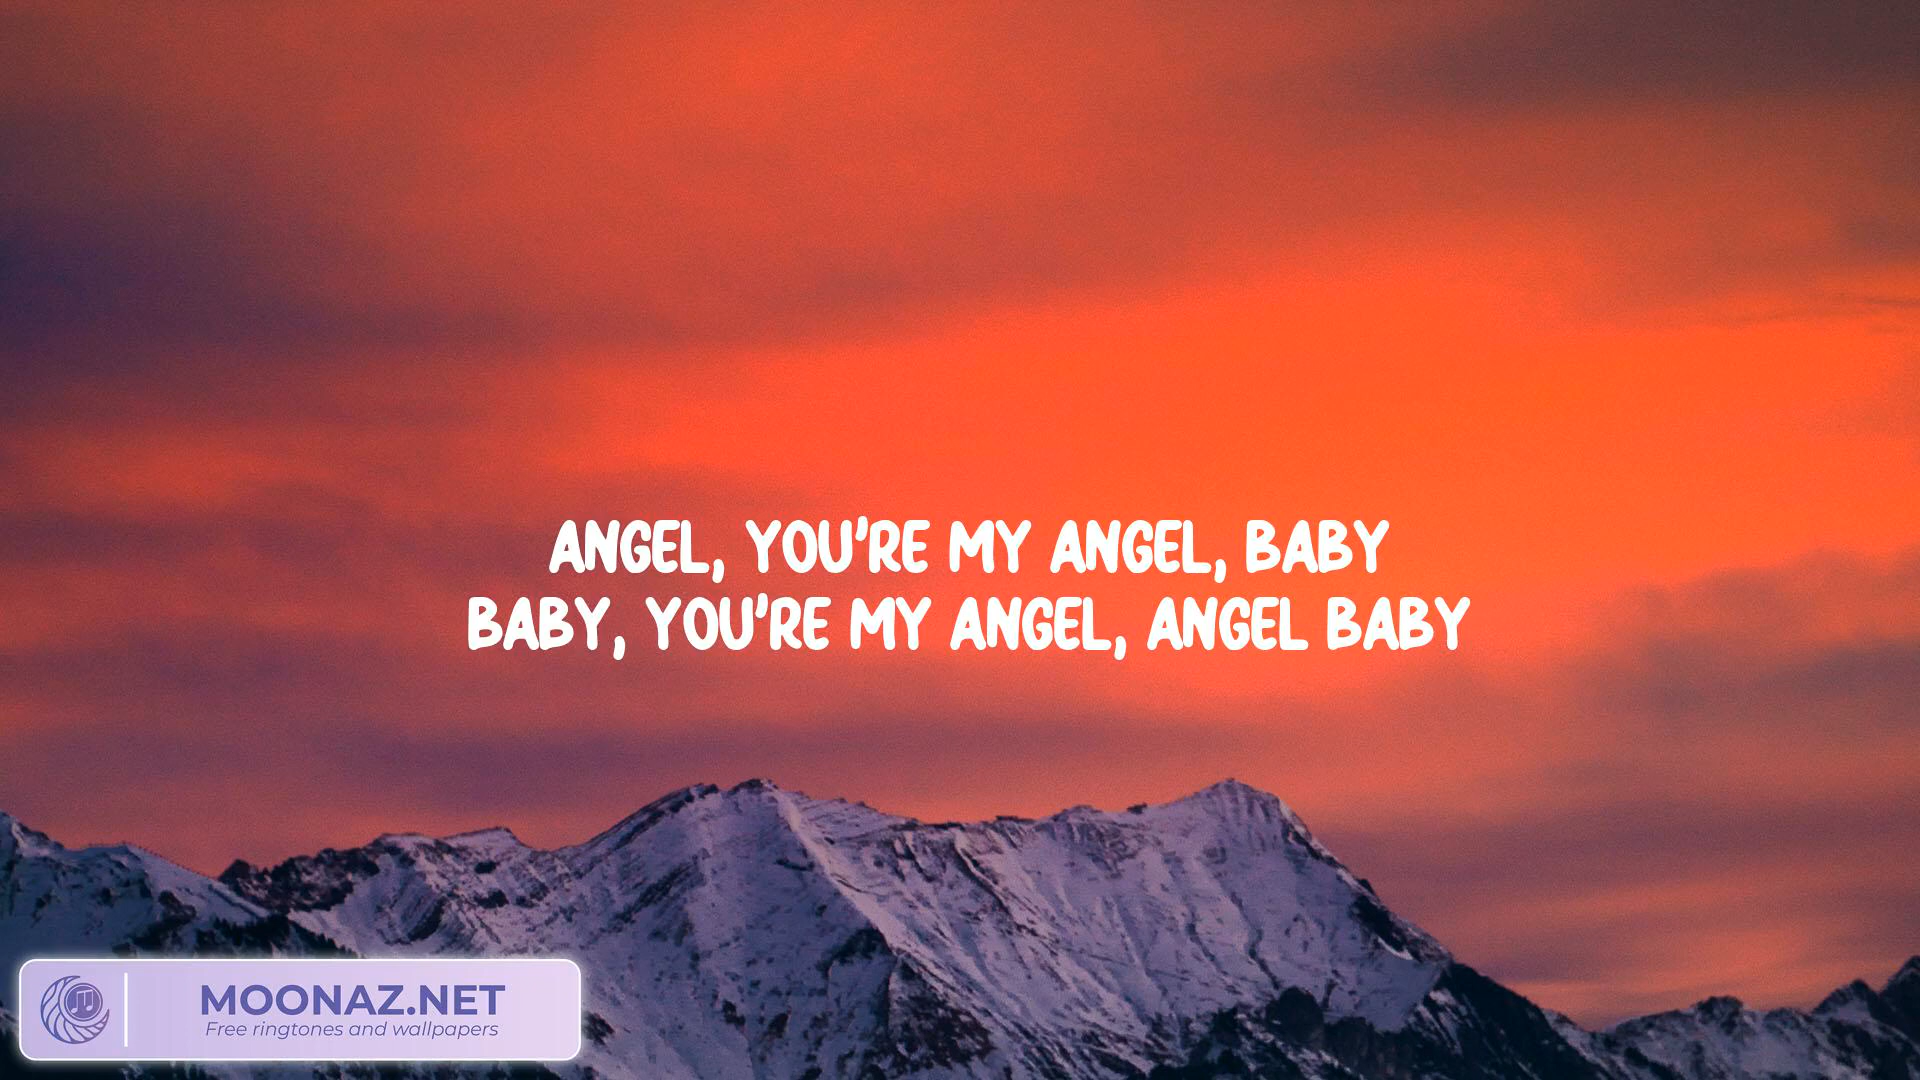 ANGEL, YOU'RE MY ANGEL, BABY
BABY, YOU'RE MY ANGEL, ANGEL BABY
MOONAZ.NET
Free ringtones and wallpapers